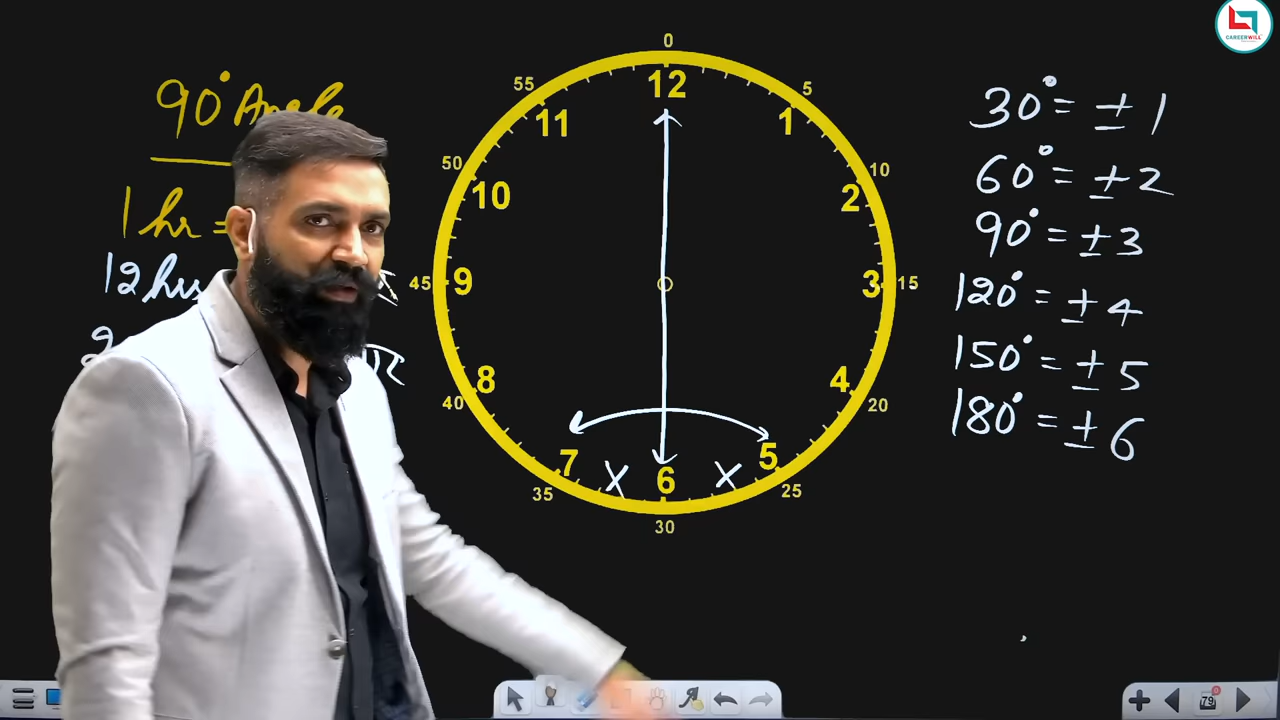 CAREERWILL
90° Angle
1 hr =
12 hrs
2
0
5
10
15
20
25
30
35
40
45
50
55
12
1
2
3
4
5
6
7
8
9
10
11
x x
30° = ± 1
60° = ± 2
90° = ± 3
120° = ± 4
150° = ± 5
180° = ± 6
79